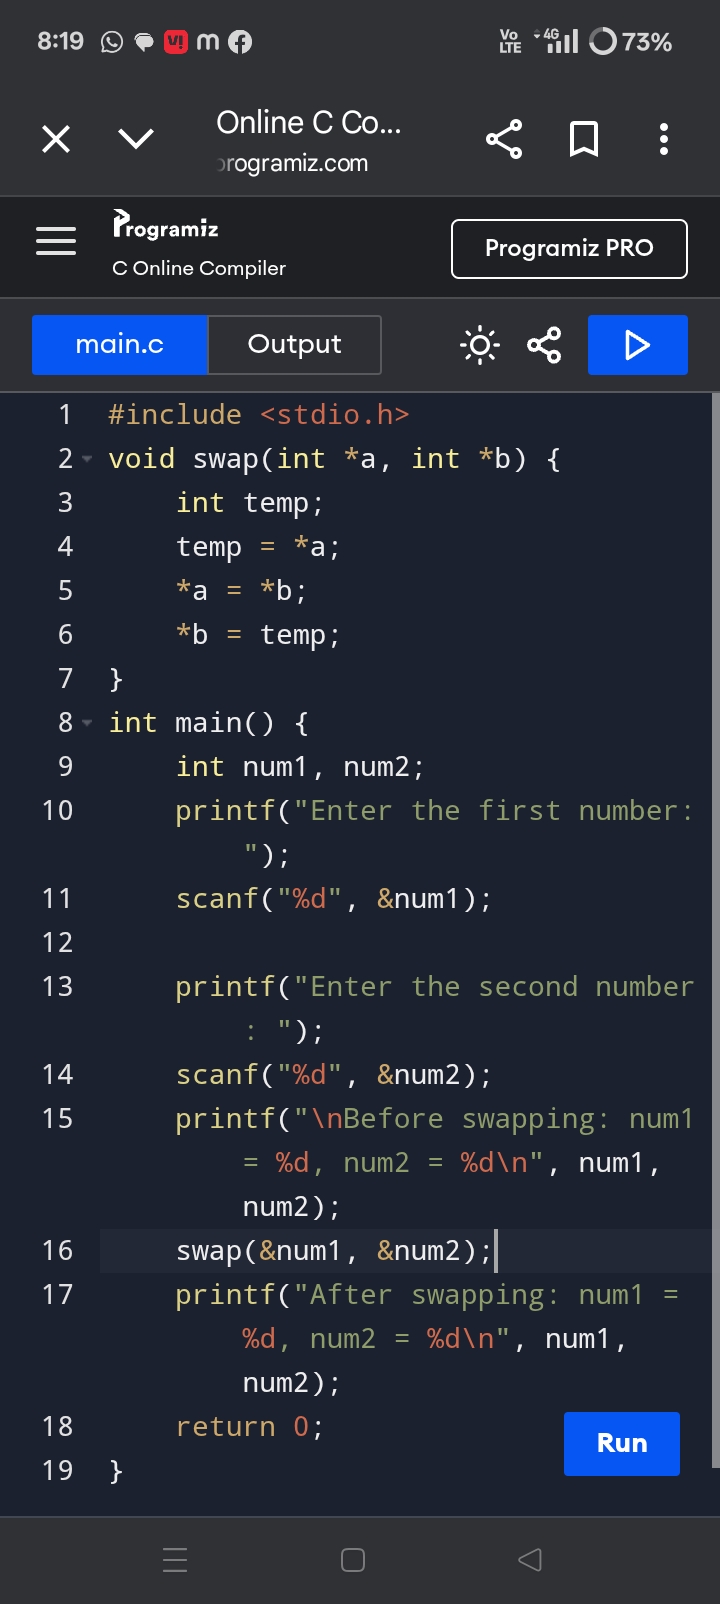 8:19 V! m f Vo LTE 4G 73%
Online C Co...
programiz.com
Programiz
C Online Compiler
Programiz PRO
main.c Output
1 #include <stdio.h>
2 void swap(int *a, int *b) {
3 int temp;
4 temp = *a;
5 *a = *b;
6 *b = temp;
7 }
8 int main() {
9 int num1, num2;
10 printf("Enter the first number:
");
11 scanf("%d", &num1);
12
13 printf("Enter the second number
: ");
14 scanf("%d", &num2);
15 printf("\nBefore swapping: num1
= %d, num2 = %d\n", num1,
num2);
16 swap(&num1, &num2);
17 printf("After swapping: num1 =
%d, num2 = %d\n", num1,
num2);
18 return 0;
19 }
Run